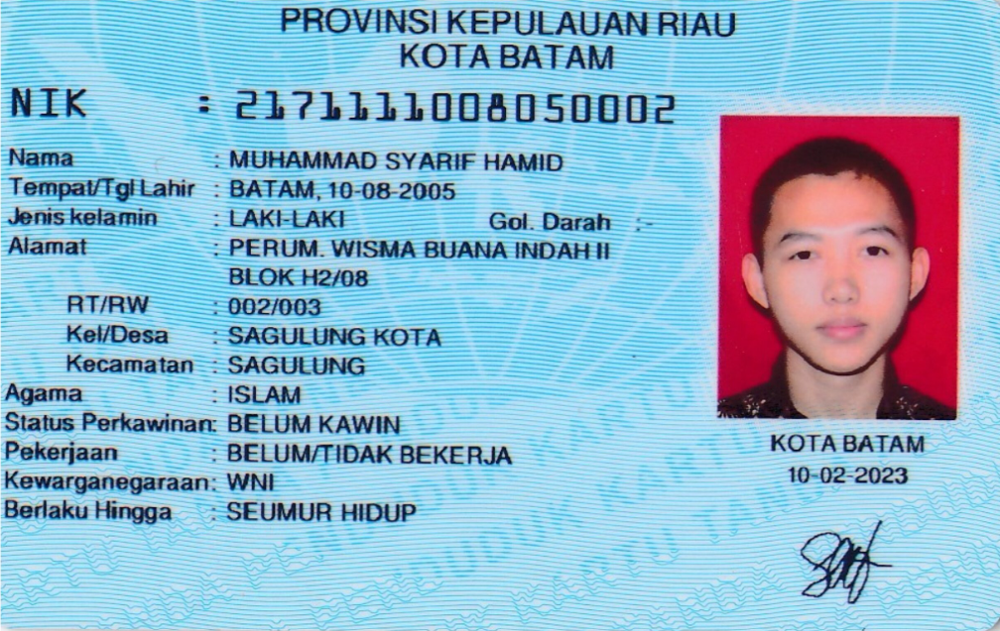 PROVINSI KEPULAUAN RIAU
KOTA BATAM
NIK : 2171111008050002
Nama : MUHAMMAD SYARIF HAMID
Tempat/Tgl Lahir : BATAM, 10-08-2005
Jenis kelamin : LAKI-LAKI Gol. Darah :-
Alamat : PERUM. WISMA BUANA INDAH II
BLOK H2/08
RT/RW : 002/003
Kel/Desa : SAGULUNG KOTA
Kecamatan : SAGULUNG
Agama : ISLAM
Status Perkawinan: BELUM KAWIN
Pekerjaan : BELUM/TIDAK BEKERJA
Kewarganegaraan: WNI
Berlaku Hingga : SEUMUR HIDUP
KOTA BATAM
10-02-2023